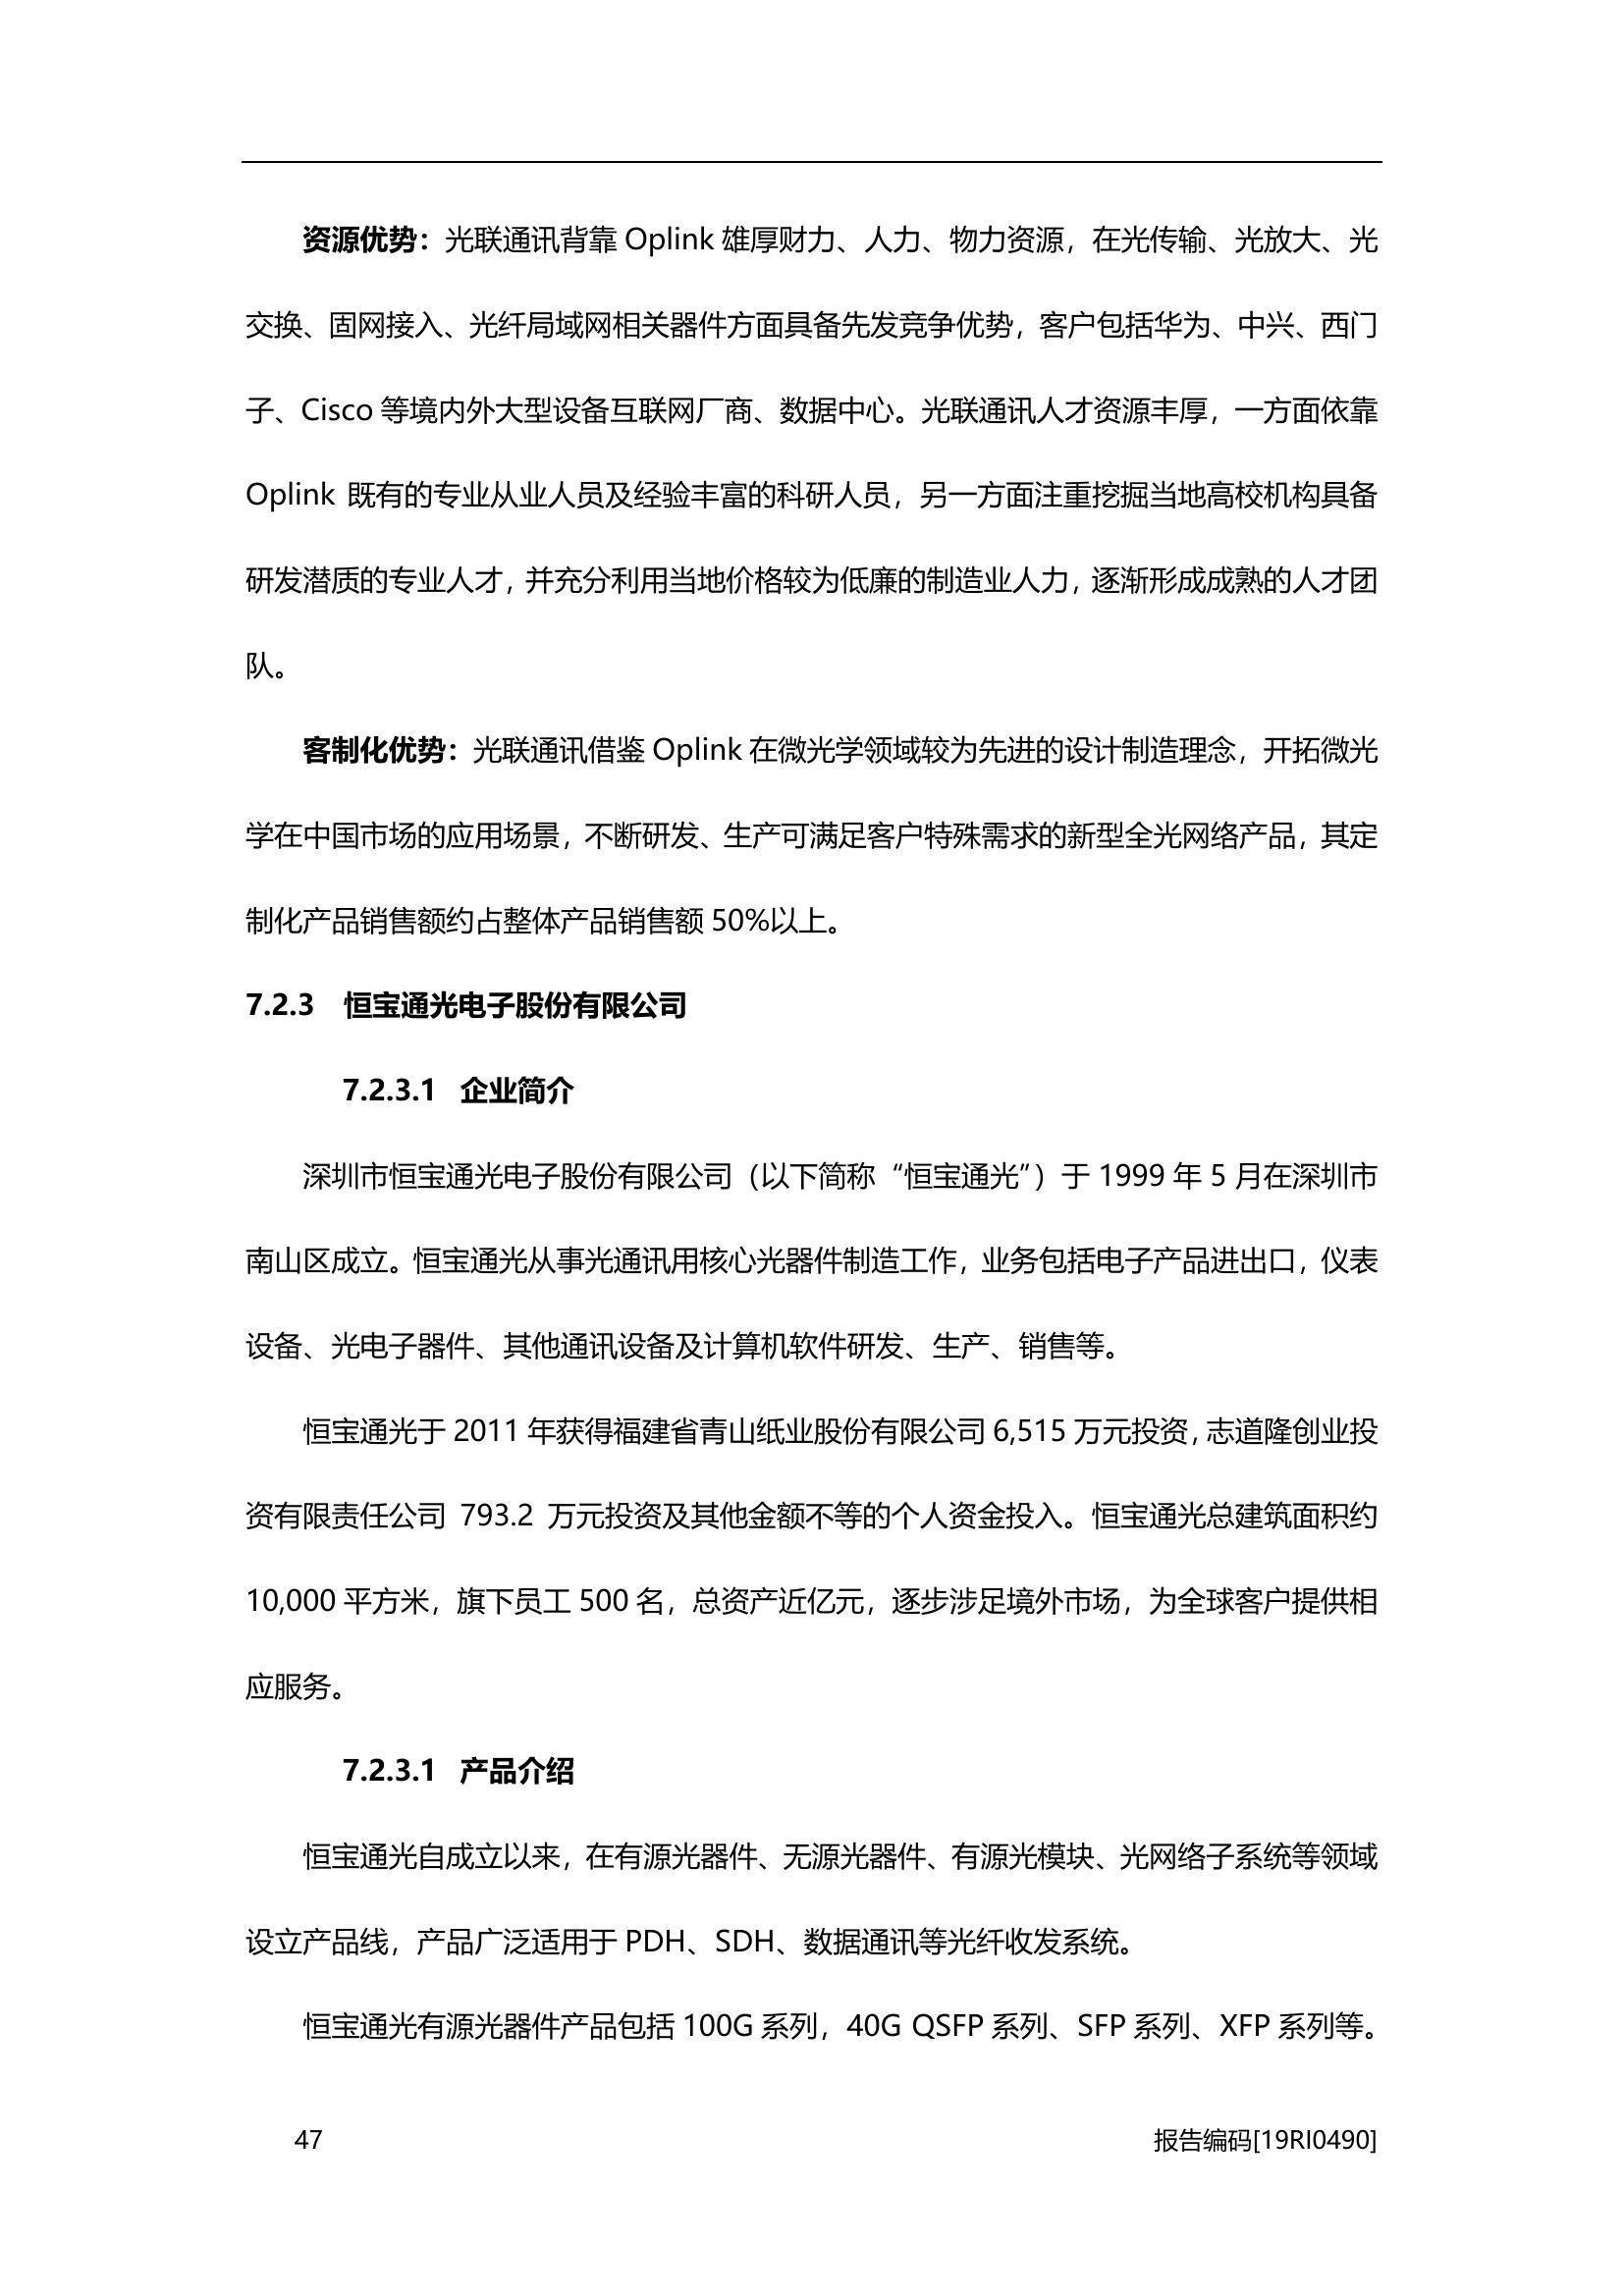 资源优势：光联通讯背靠 Oplink 雄厚财力、人力、物力资源，在光传输、光放大、光
交换、固网接入、光纤局域网相关器件方面具备先发竞争优势，客户包括华为、中兴、西门
子、Cisco 等境内外大型设备互联网厂商、数据中心。光联通讯人才资源丰厚，一方面依靠
Oplink 既有的专业从业人员及经验丰富的科研人员，另一方面注重挖掘当地高校机构具备
研发潜质的专业人才，并充分利用当地价格较为低廉的制造业人力，逐渐形成成熟的人才团
队。
客制化优势：光联通讯借鉴 Oplink 在微光学领域较为先进的设计制造理念，开拓微光
学在中国市场的应用场景，不断研发、生产可满足客户特殊需求的新型全光网络产品，其定
制化产品销售额约占整体产品销售额 50%以上。
7.2.3 恒宝通光电子股份有限公司
7.2.3.1 企业简介
深圳市恒宝通光电子股份有限公司（以下简称“恒宝通光”）于 1999 年 5 月在深圳市
南山区成立。恒宝通光从事光通讯用核心光器件制造工作，业务包括电子产品进出口，仪表
设备、光电子器件、其他通讯设备及计算机软件研发、生产、销售等。
恒宝通光于 2011 年获得福建省青山纸业股份有限公司 6,515 万元投资，志道隆创业投
资有限责任公司 793.2 万元投资及其他金额不等的个人资金投入。恒宝通光总建筑面积约
10,000 平方米，旗下员工 500 名，总资产近亿元，逐步涉足境外市场，为全球客户提供相
应服务。
7.2.3.1 产品介绍
恒宝通光自成立以来，在有源光器件、无源光器件、有源光模块、光网络子系统等领域
设立产品线，产品广泛适用于 PDH、SDH、数据通讯等光纤收发系统。
恒宝通光有源光器件产品包括 100G 系列，40G QSFP 系列、SFP 系列、XFP 系列等。
47 报告编码[19RI0490]